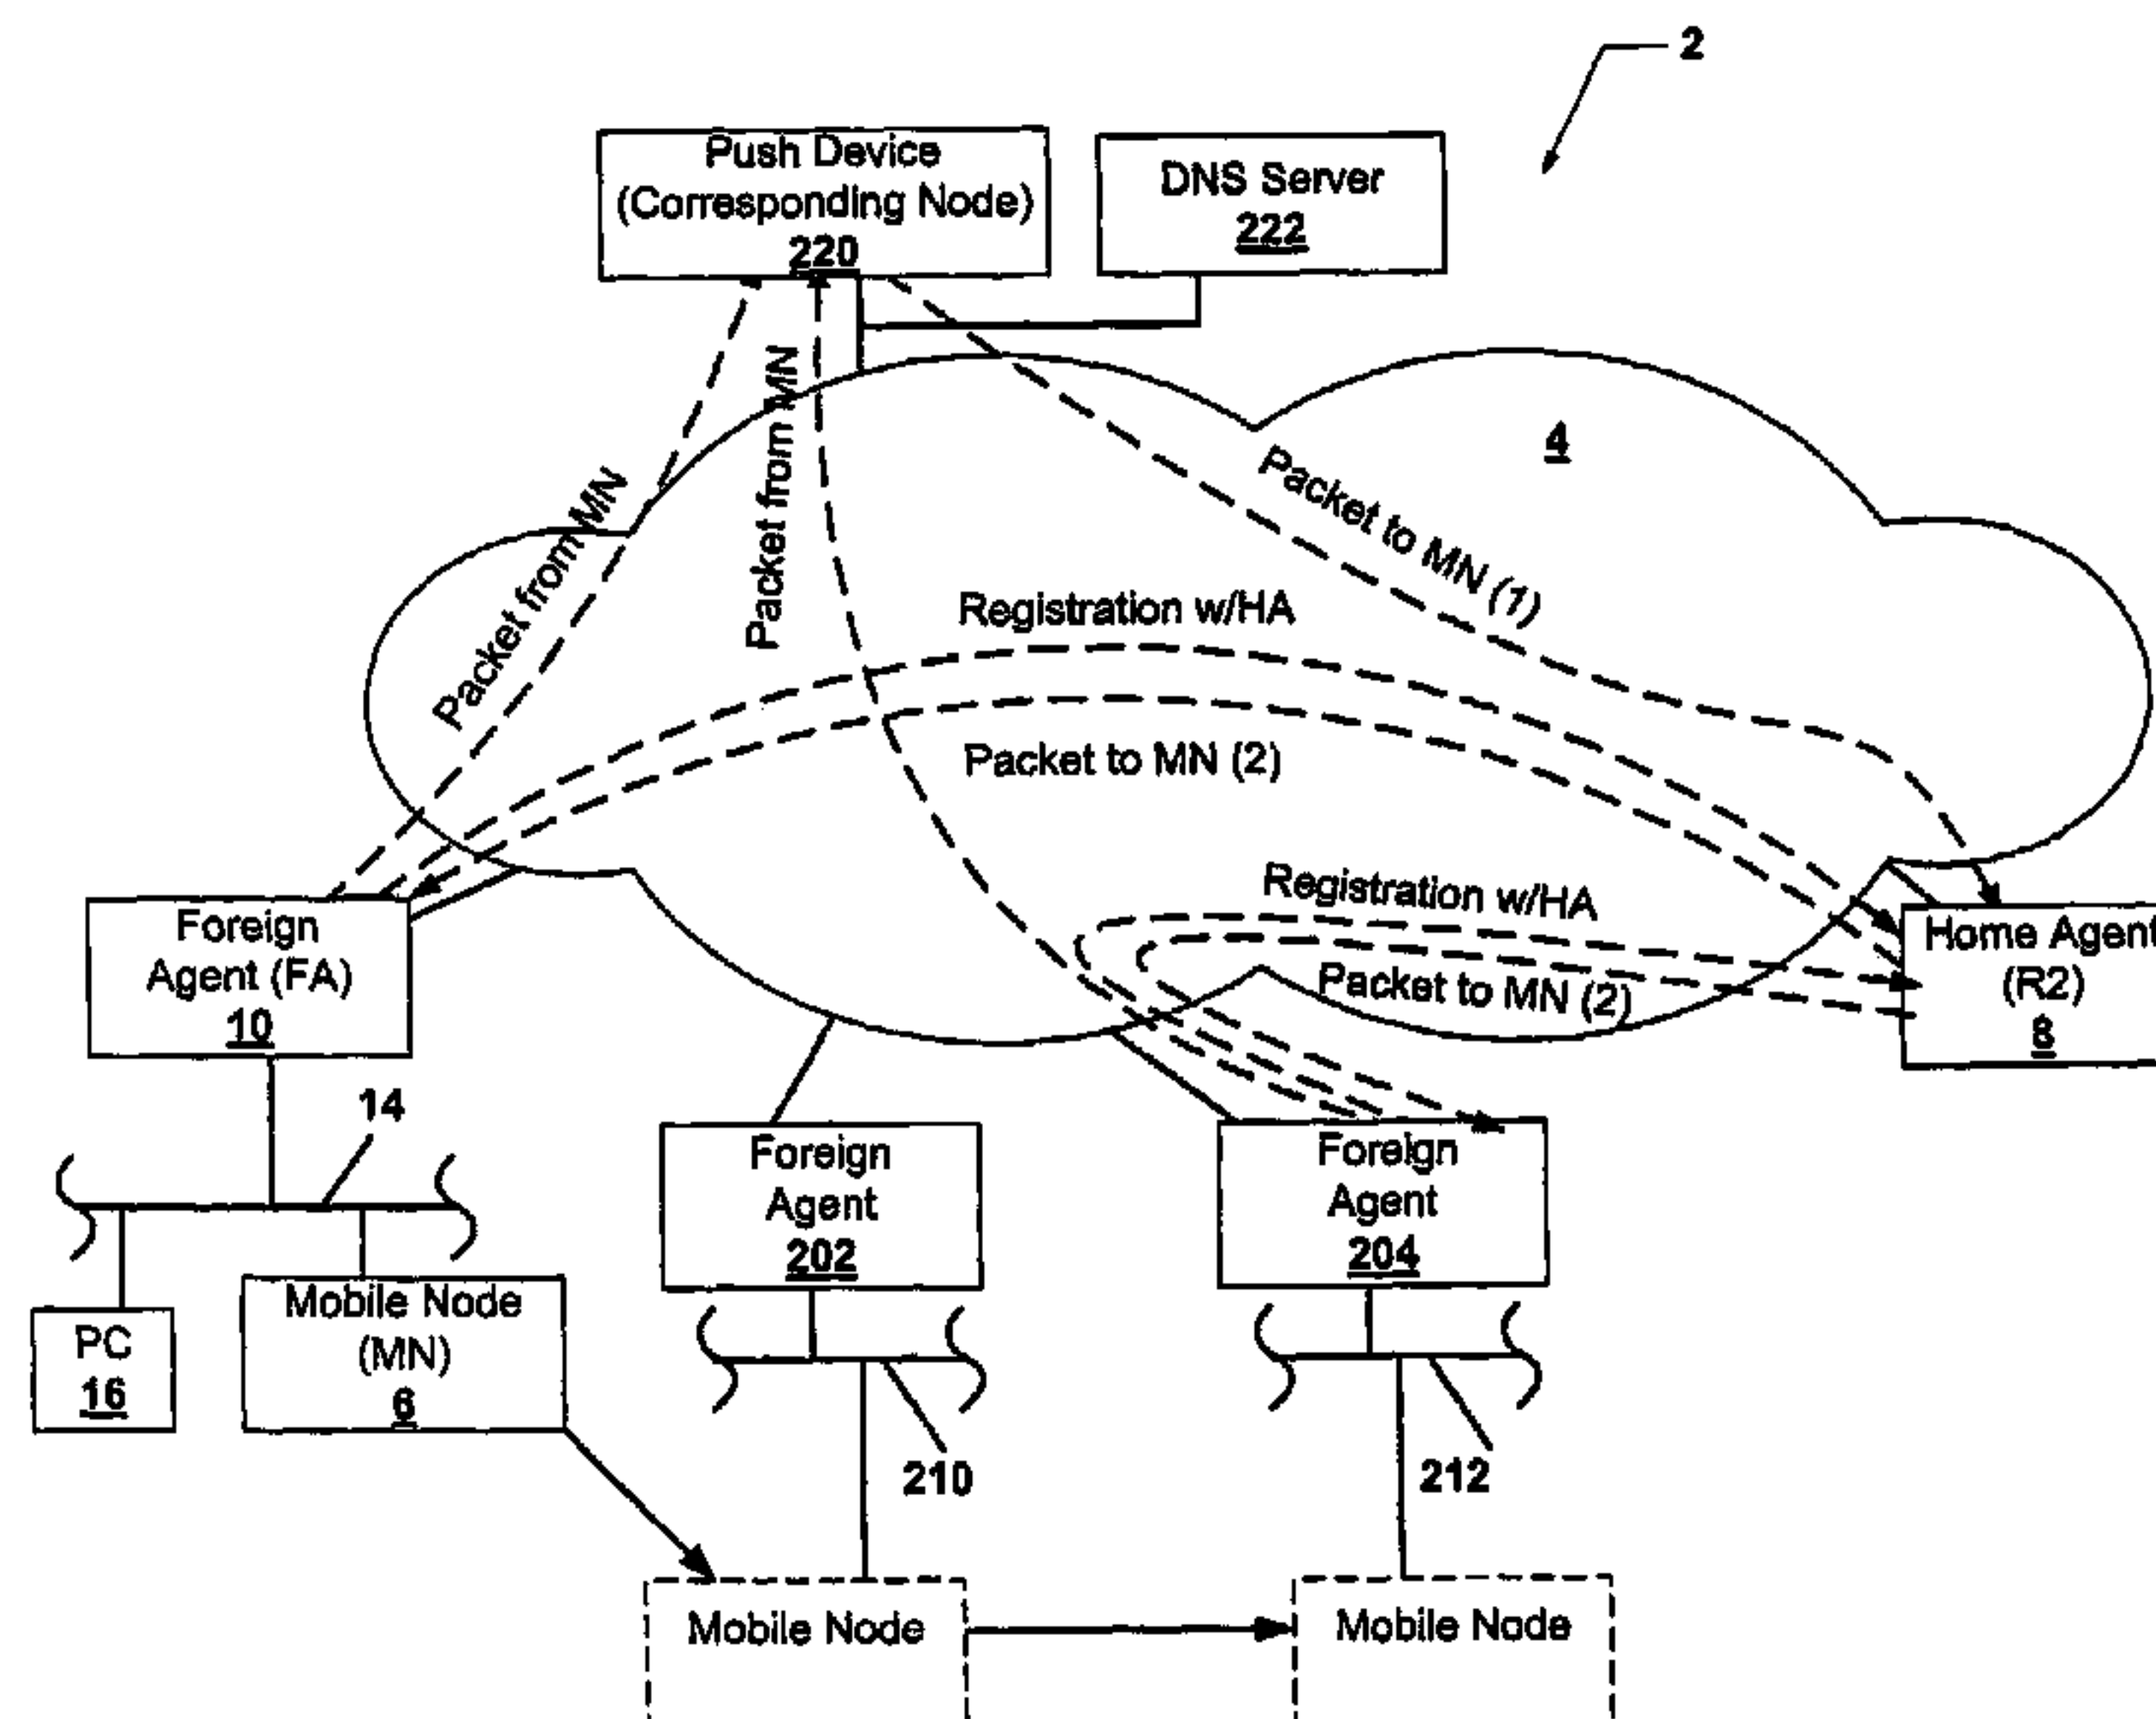 2
Push Device
(Corresponding Node)
220
DNS Server
222
4
Packet from MN
Packet from MN
Packet to MN (1)
Registration w/HA
Packet to MN (2)
Registration w/HA
Packet to MN (2)
Foreign
Agent (FA)
10
Home Agent
(R2)
8
14
Foreign
Agent
202
Foreign
Agent
204
PC
16
Mobile Node
(MN)
6
210
212
Mobile Node
Mobile Node